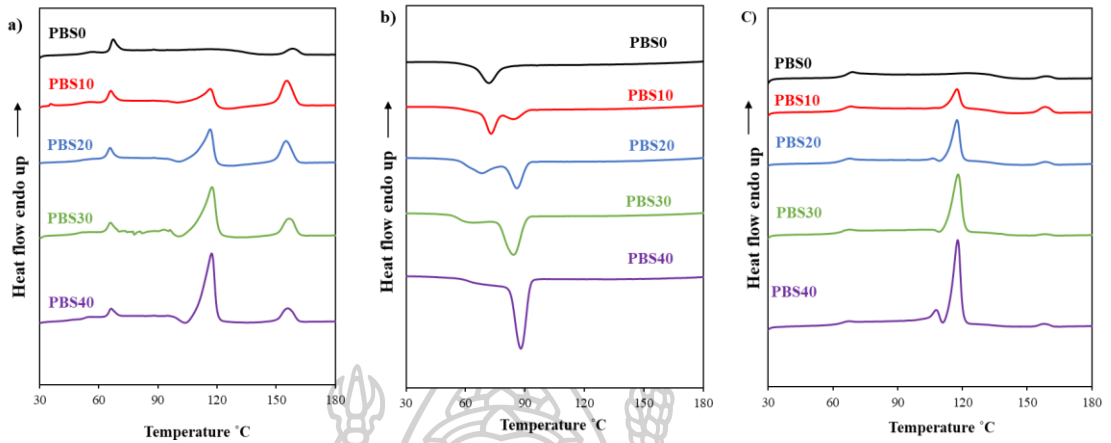 a)
PBS0
PBS10
PBS20
PBS30
PBS40
Heat flow endo up
30 60 90 120 150 180
Temperature ˚C
b)
PBS0
PBS10
PBS20
PBS30
PBS40
Heat flow endo up
30 60 90 120 150 180
Temperature ˚C
C)
PBS0
PBS10
PBS20
PBS30
PBS40
Heat flow endo up
30 60 90 120 150 180
Temperature ˚C